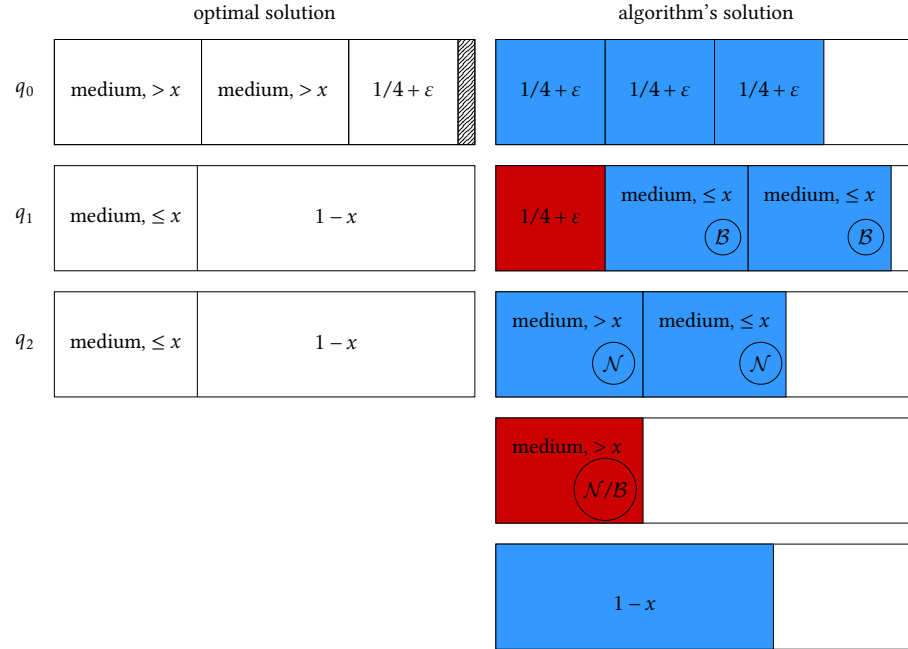 optimal solution
algorithm's solution
q₀
medium, > x
medium, > x
1/4 + ε
1/4 + ε
1/4 + ε
1/4 + ε
q₁
medium, ≤ x
1 − x
1/4 + ε
medium, ≤ x
ℬ
medium, ≤ x
ℬ
q₂
medium, ≤ x
1 − x
medium, > x
𝒩
medium, ≤ x
𝒩
medium, > x
𝒩/ℬ
1 − x